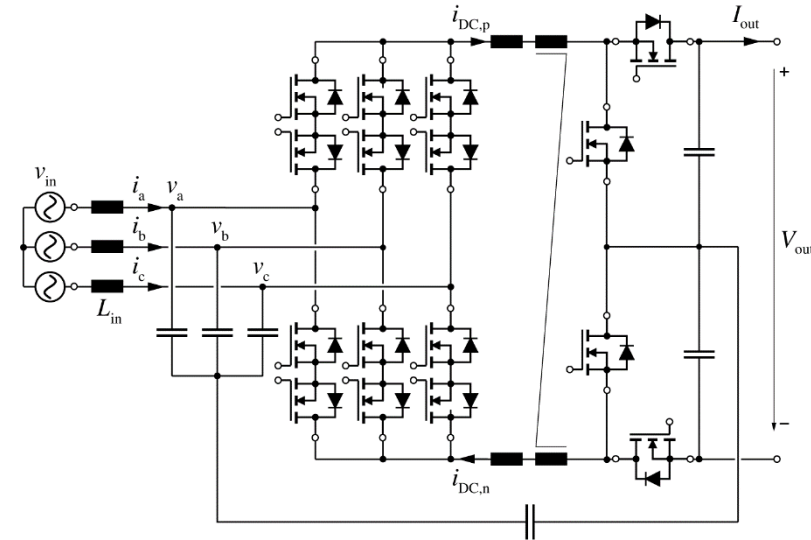 i_DC,p
I_out
+
v_in
i_a
v_a
i_b
v_b
V_out
i_c
v_c
L_in
−
i_DC,n